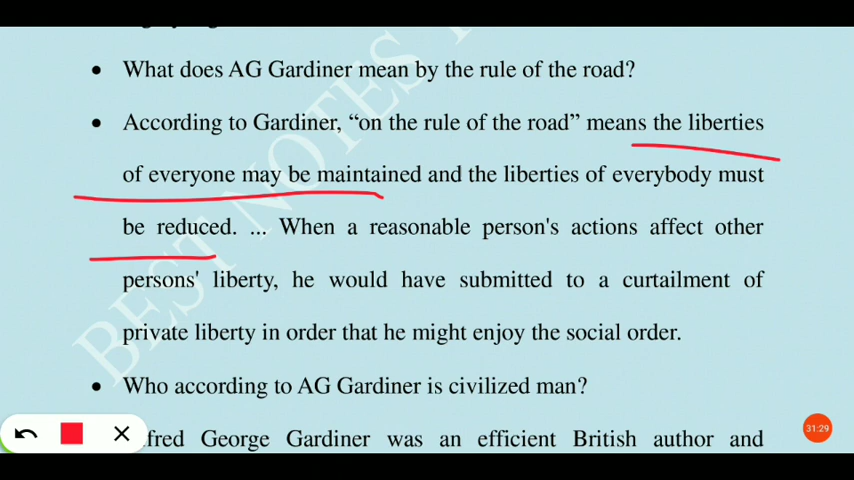 What does AG Gardiner mean by the rule of the road?
According to Gardiner, “on the rule of the road” means the liberties
of everyone may be maintained and the liberties of everybody must
be reduced. ... When a reasonable person's actions affect other
persons' liberty, he would have submitted to a curtailment of
private liberty in order that he might enjoy the social order.
Who according to AG Gardiner is civilized man?
George Gardiner was an efficient British author and
31:29
BEST NOTES